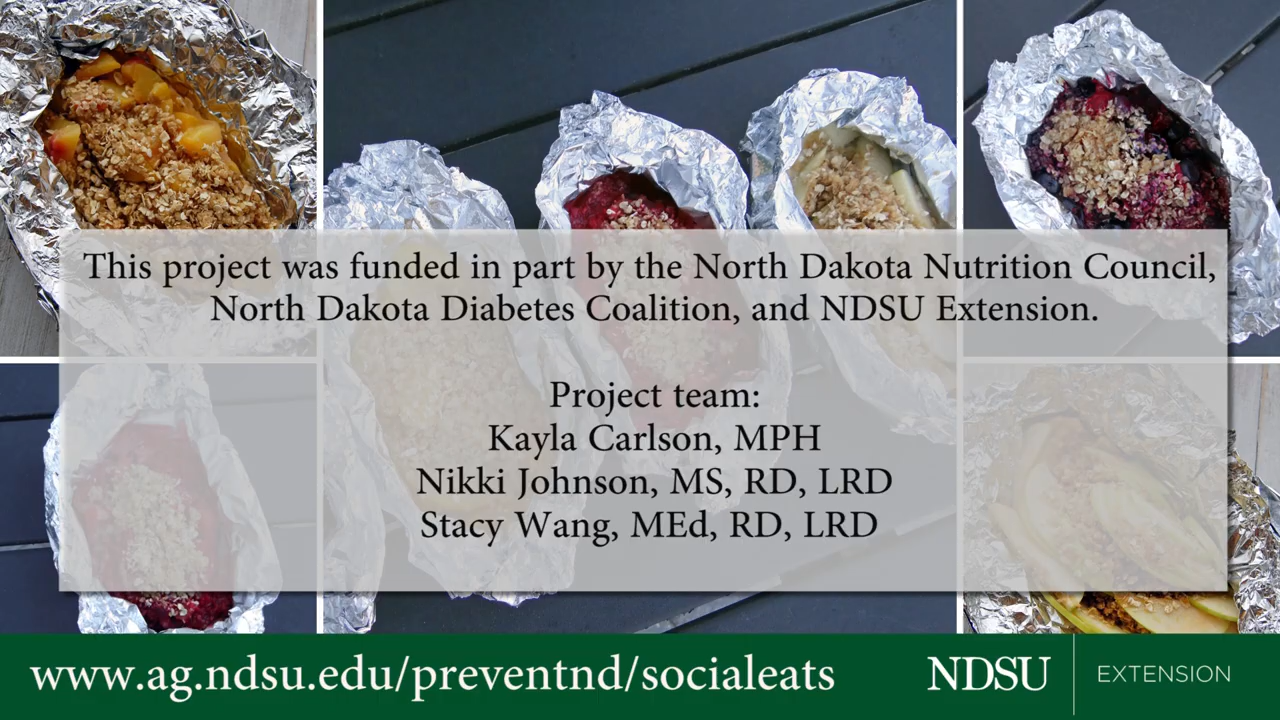 This project was funded in part by the North Dakota Nutrition Council,
North Dakota Diabetes Coalition, and NDSU Extension.
Project team:
Kayla Carlson, MPH
Nikki Johnson, MS, RD, LRD
Stacy Wang, MEd, RD, LRD
www.ag.ndsu.edu/preventnd/socialeats
NDSU EXTENSION